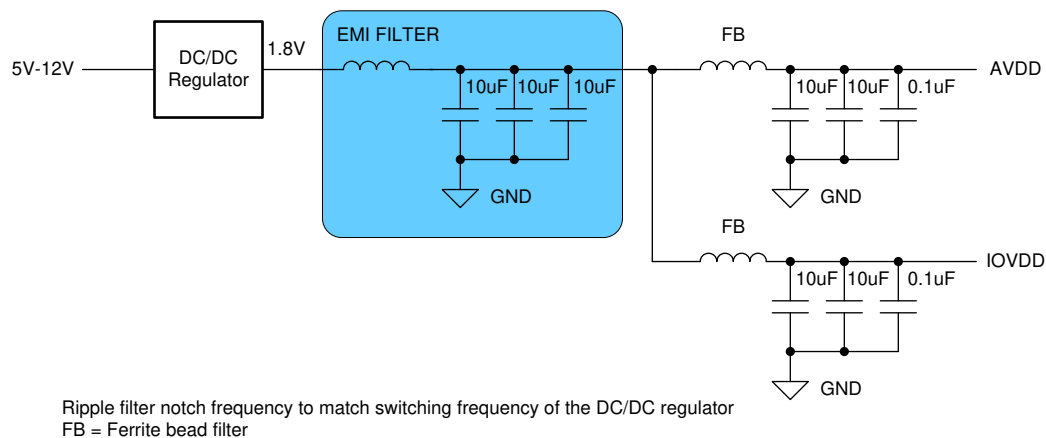 EMI FILTER
FB
5V-12V
DC/DC
Regulator
1.8V
10uF
10uF
10uF
GND
10uF
10uF
0.1uF
AVDD
GND
FB
10uF
10uF
0.1uF
IOVDD
GND
Ripple filter notch frequency to match switching frequency of the DC/DC regulator
FB = Ferrite bead filter